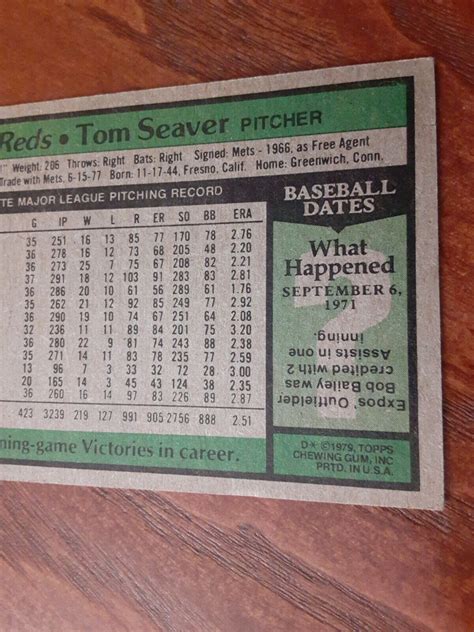 Reds • Tom Seaver PITCHER
Weight: 206 Throws: Right Bats: Right Signed: Mets - 1966, as Free Agent
Trade with Mets, 6-15-77 Born: 11-17-44, Fresno, Calif. Home: Greenwich, Conn.
TE MAJOR LEAGUE PITCHING RECORD
G IP W L R ER SO BB ERA
35 251 16 13 85 77 170 78 2.76
36 278 16 12 73 68 205 48 2.20
36 273 25 7 75 67 208 82 2.21
37 291 18 12 103 91 283 83 2.81
36 286 20 10 61 56 289 61 1.76
35 262 21 12 92 85 249 77 2.92
36 290 19 10 74 67 251 64 2.08
32 236 11 11 89 84 201 75 3.20
36 280 22 9 81 74 243 88 2.38
35 271 14 11 83 78 235 77 2.59
13 96 7 3 33 32 72 28 3.00
20 165 14 3 45 43 124 38 2.35
36 260 16 14 97 83 226 89 2.87
423 3239 219 127 991 905 2756 888 2.51
ning-game Victories in career.
BASEBALL
DATES
What
Happened
SEPTEMBER 6,
1971
Expos' Outfielder
Bob Bailey was
credited with 2
Assists in one
inning.
D* ©1979, TOPPS
CHEWING GUM, INC
PRTD. IN U.S.A.